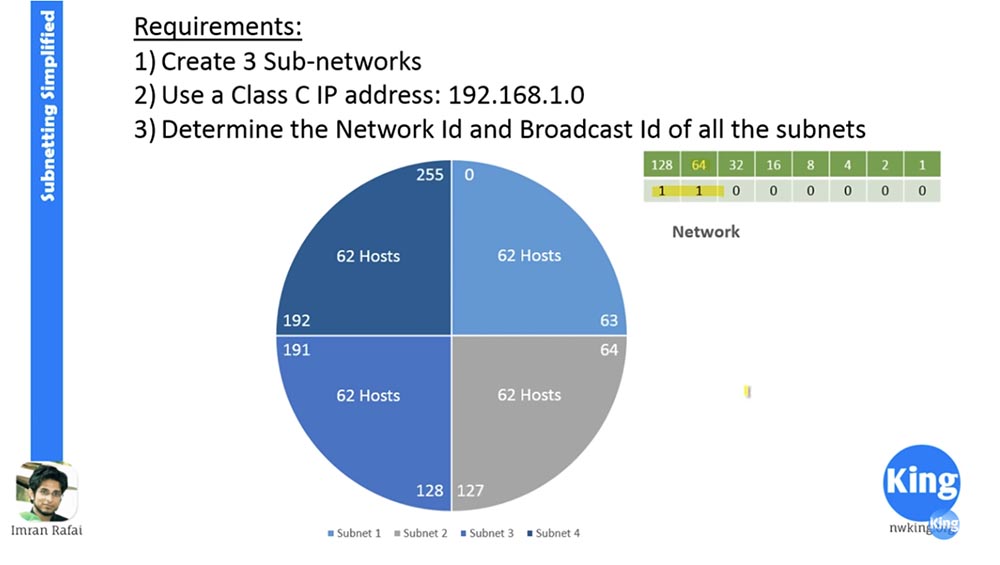 Subnetting Simplified
Requirements:
1) Create 3 Sub-networks
2) Use a Class C IP address: 192.168.1.0
3) Determine the Network Id and Broadcast Id of all the subnets
128 64 32 16 8 4 2 1
1 1 0 0 0 0 0 0
Network
255 0
62 Hosts 62 Hosts
192 63
191 64
62 Hosts 62 Hosts
128 127
Subnet 1 Subnet 2 Subnet 3 Subnet 4
Imran Rafai
King
King